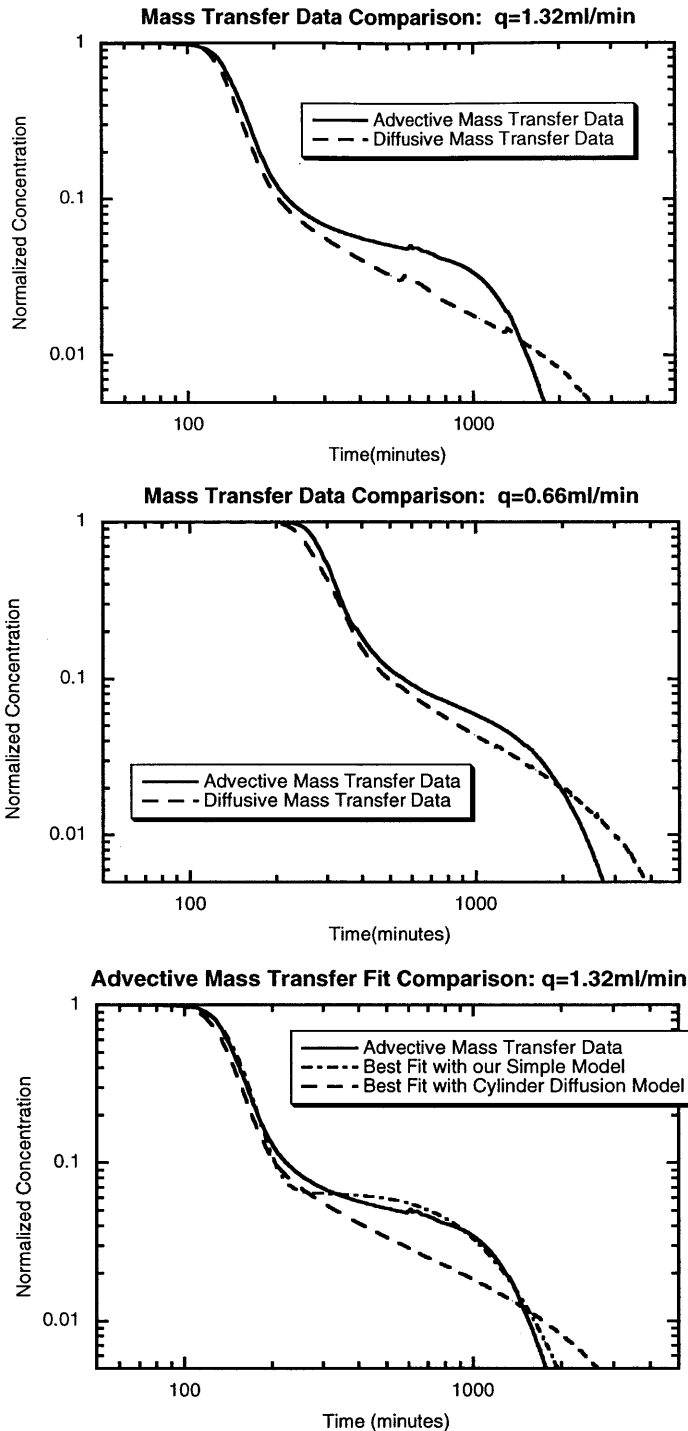 Mass Transfer Data Comparison: q=1.32ml/min
1
Advective Mass Transfer Data
Diffusive Mass Transfer Data
0.1
Normalized Concentration
0.01
100
1000
Time(minutes)
Mass Transfer Data Comparison: q=0.66ml/min
1
0.1
Normalized Concentration
Advective Mass Transfer Data
Diffusive Mass Transfer Data
0.01
100
1000
Time(minutes)
Advective Mass Transfer Fit Comparison: q=1.32ml/min
1
Advective Mass Transfer Data
Best Fit with our Simple Model
Best Fit with Cylinder Diffusion Model
0.1
Normalized Concentration
0.01
100
1000
Time (minutes)